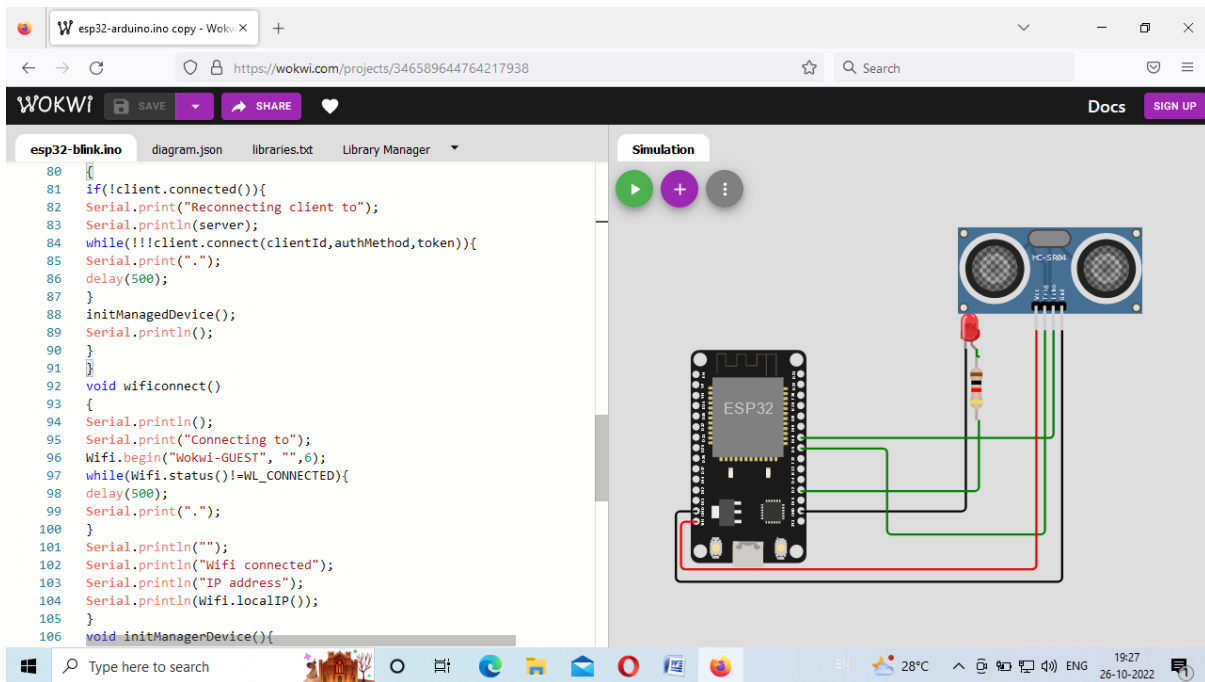 esp32-arduino.ino copy - Wokw
https://wokwi.com/projects/346589644764217938
Search
WOKWI
SAVE
SHARE
Docs
SIGN UP
esp32-blink.ino
diagram.json
libraries.txt
Library Manager
Simulation
80 {
81 if(!client.connected()){
82 Serial.print("Reconnecting client to");
83 Serial.println(server);
84 while(!!!client.connect(clientId,authMethod,token)){
85 Serial.print(".");
86 delay(500);
87 }
88 initManagedDevice();
89 Serial.println();
90 }
91 }
92 void wificonnect()
93 {
94 Serial.println();
95 Serial.print("Connecting to");
96 Wifi.begin("Wokwi-GUEST", "",6);
97 while(Wifi.status()!=WL_CONNECTED){
98 delay(500);
99 Serial.print(".");
100 }
101 Serial.println("");
102 Serial.println("Wifi connected");
103 Serial.println("IP address");
104 Serial.println(Wifi.localIP());
105 }
106 void initManagerDevice(){
HC-SR04
Vcc
Trig
Echo
Gnd
ESP32
Type here to search
28°C
ENG
19:27
26-10-2022